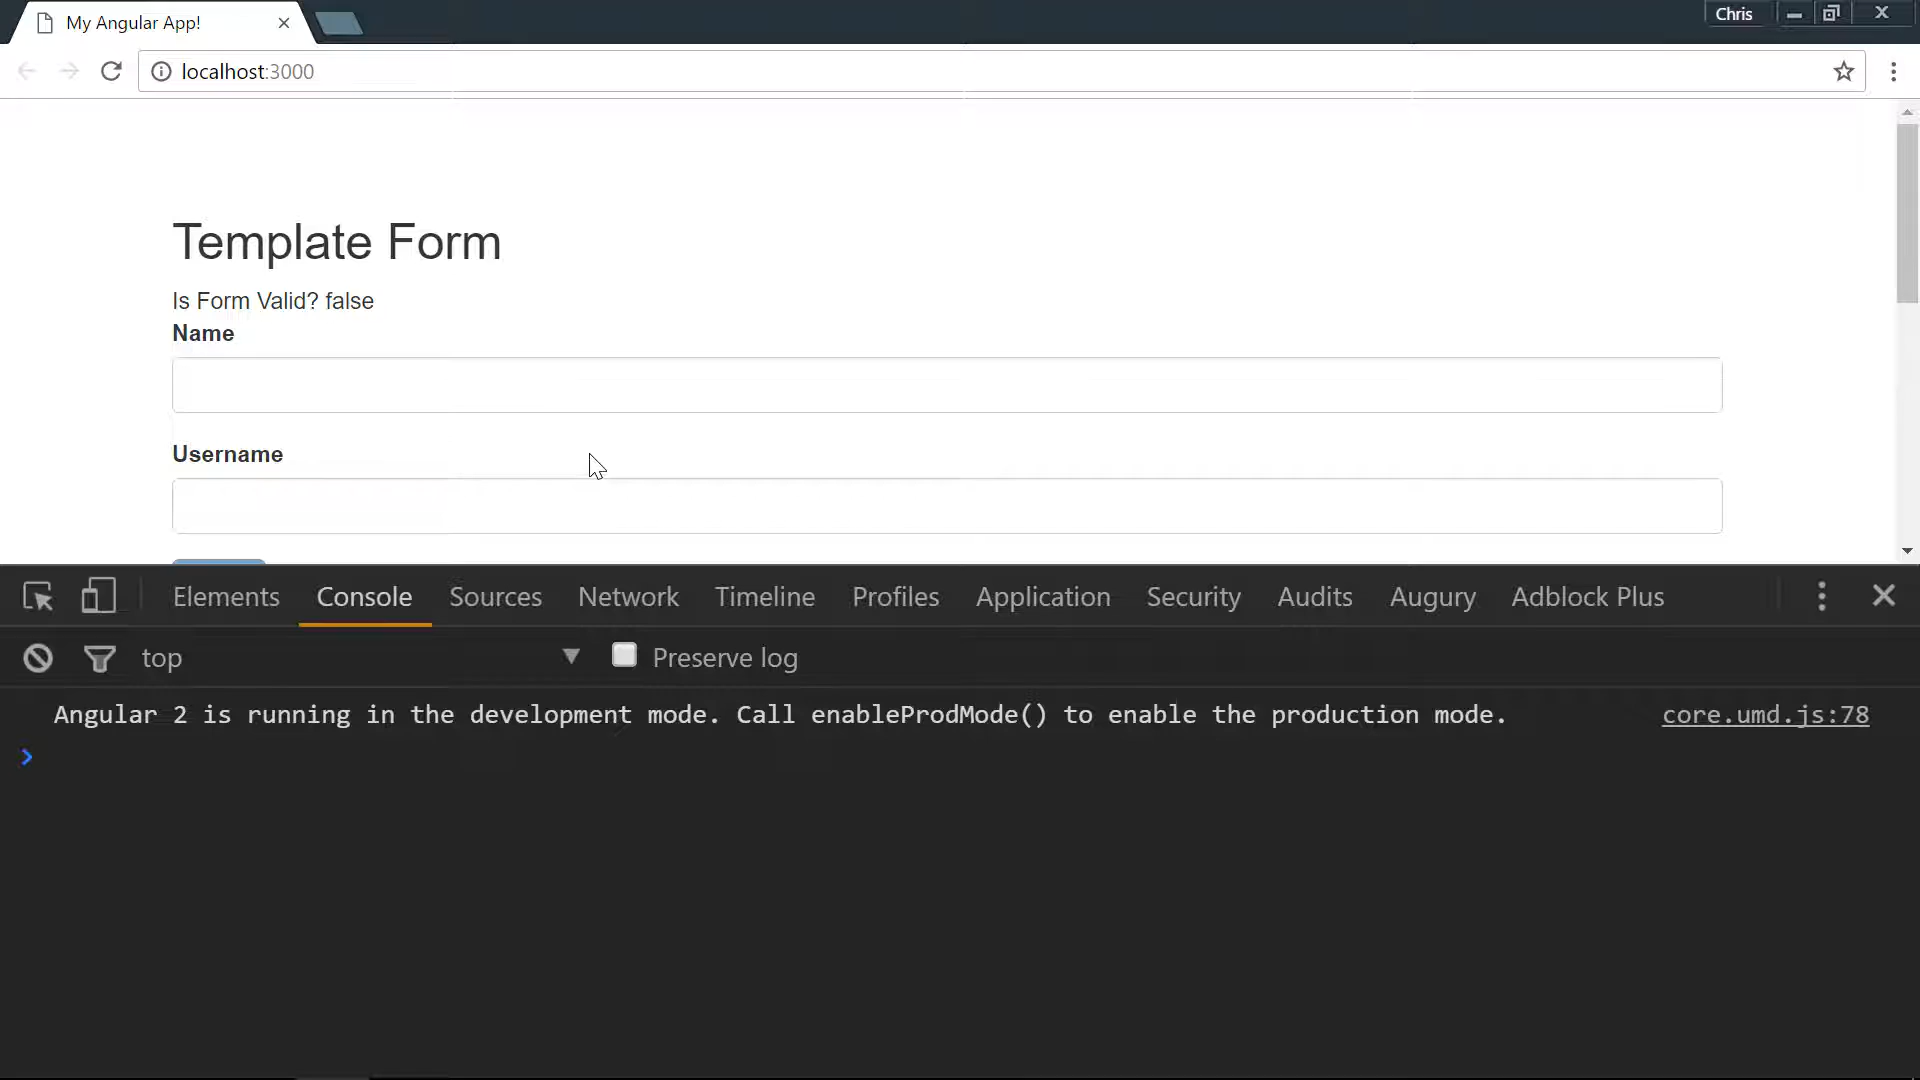 My Angular App!
Chris
localhost:3000
Template Form
Is Form Valid? false
Name
Username
Elements Console Sources Network Timeline Profiles Application Security Audits Augury Adblock Plus
top Preserve log
Angular 2 is running in the development mode. Call enableProdMode() to enable the production mode. core.umd.js:78